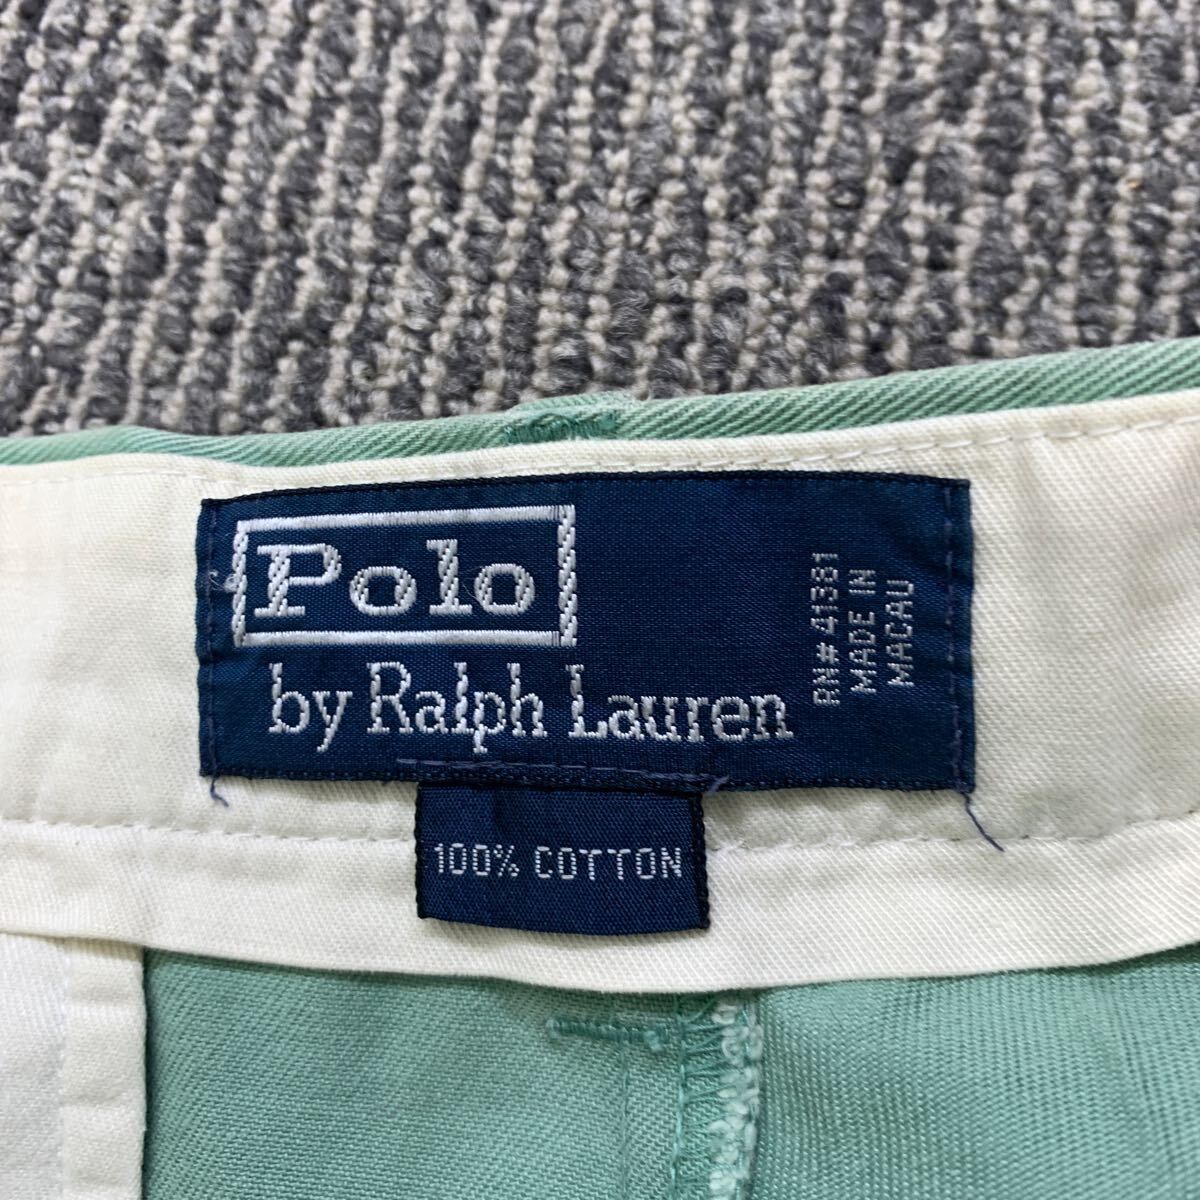 Polo
by Ralph Lauren
RN# 41381
MADE IN
MACAU
100% COTTON